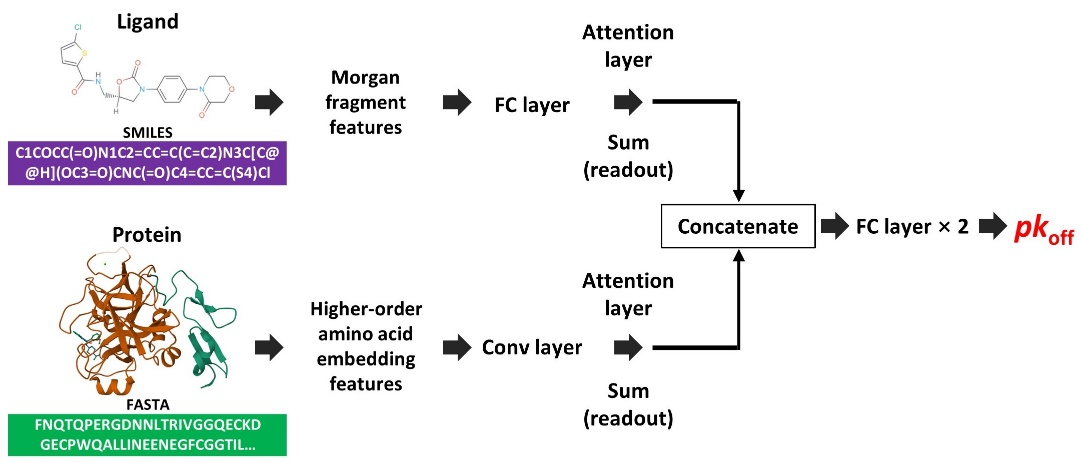 Ligand
Cl
S
O
H
N
O
O
N
N
O
O
H
SMILES
C1COCC(=O)N1C2=CC=C(C=C2)N3C[C@
@H](OC3=O)CNC(=O)C4=CC=C(S4)Cl
Morgan
fragment
features
FC layer
Attention
layer
Sum
(readout)
Concatenate
FC layer × 2
pkoff
Protein
FASTA
FNQTQPERGDNNLTRIVGGQECKD
GECPWQALLINEENEGFCGGTIL...
Higher-order
amino acid
embedding
features
Conv layer
Attention
layer
Sum
(readout)